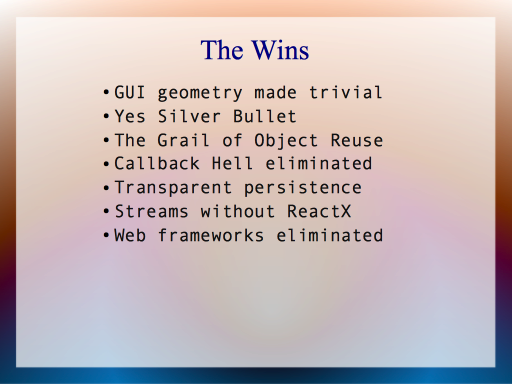 The Wins
• GUI geometry made trivial
• Yes Silver Bullet
• The Grail of Object Reuse
• Callback Hell eliminated
• Transparent persistence
• Streams without ReactX
• Web frameworks eliminated